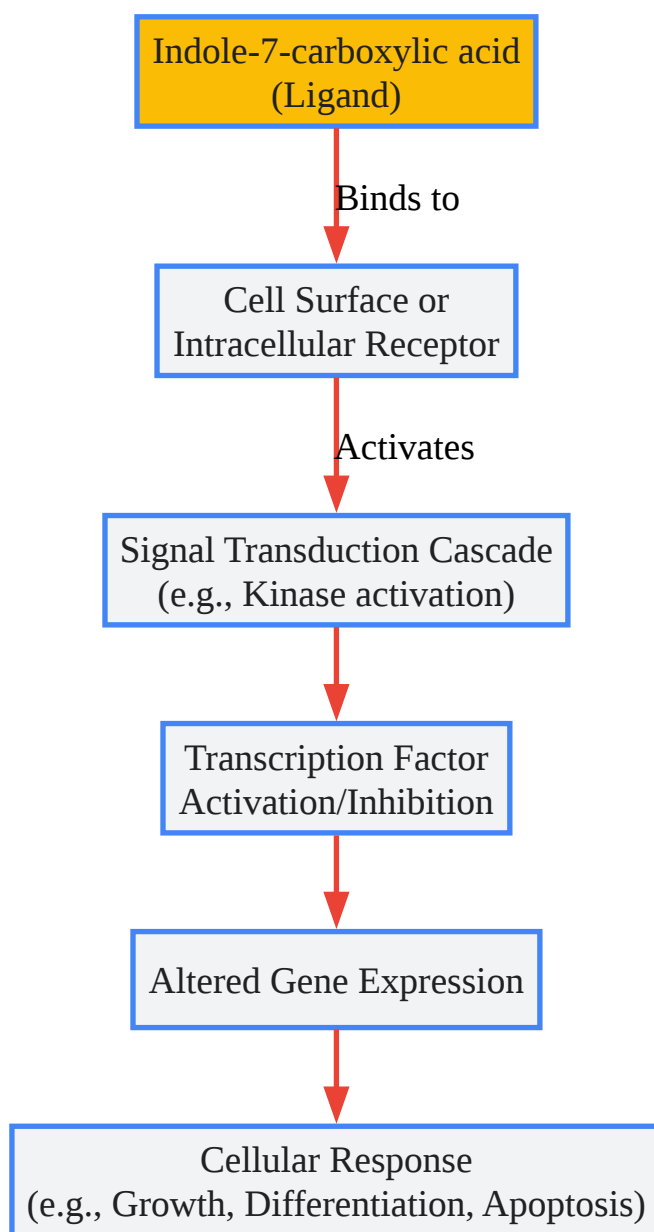 Indole-7-carboxylic acid
(Ligand)
Binds to
Cell Surface or
Intracellular Receptor
Activates
Signal Transduction Cascade
(e.g., Kinase activation)
Transcription Factor
Activation/Inhibition
Altered Gene Expression
Cellular Response
(e.g., Growth, Differentiation, Apoptosis)